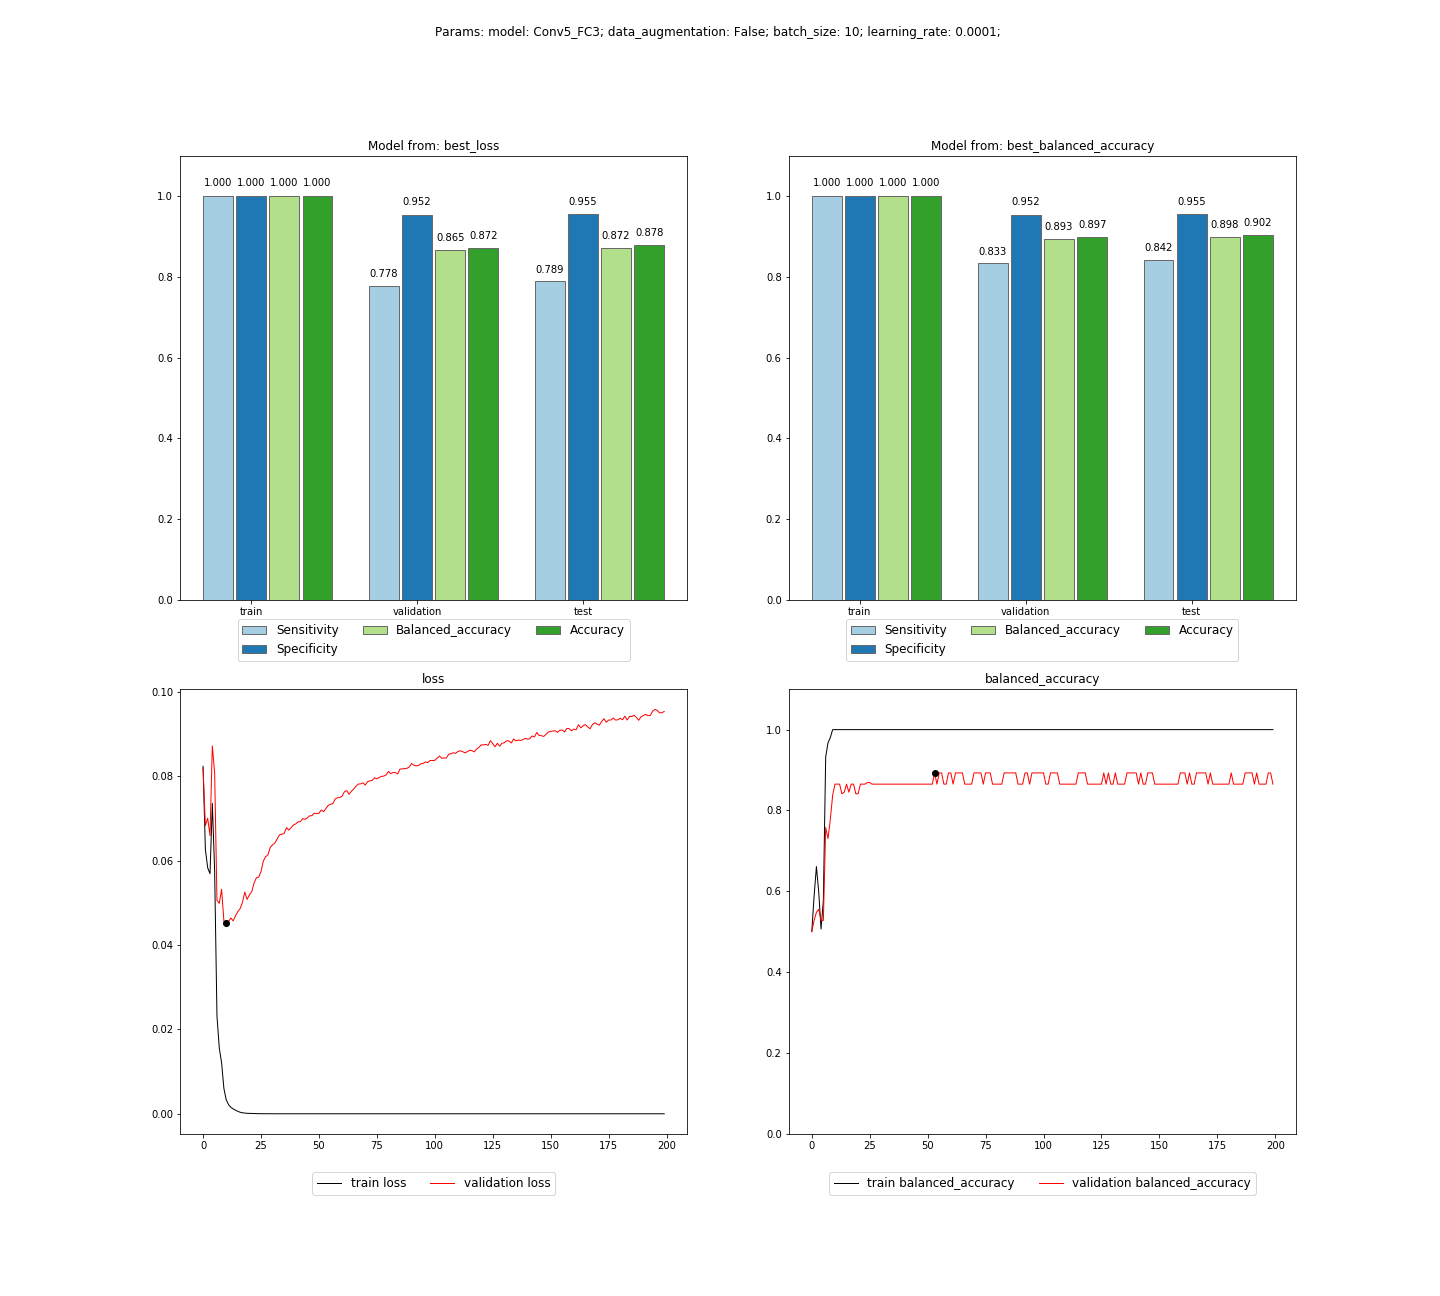 Params: model: Conv5_FC3; data_augmentation: False; batch_size: 10; learning_rate: 0.0001;
Model from: best_loss
1.000 1.000 1.000 1.000
0.778 0.952 0.865 0.872
0.789 0.955 0.872 0.878
1.0
0.8
0.6
0.4
0.2
0.0
train validation test
Sensitivity Balanced_accuracy Accuracy
Specificity
Model from: best_balanced_accuracy
1.000 1.000 1.000 1.000
0.833 0.952 0.893 0.897
0.842 0.955 0.898 0.902
1.0
0.8
0.6
0.4
0.2
0.0
train validation test
Sensitivity Balanced_accuracy Accuracy
Specificity
loss
0.10
0.08
0.06
0.04
0.02
0.00
0 25 50 75 100 125 150 175 200
train loss validation loss
balanced_accuracy
1.0
0.8
0.6
0.4
0.2
0.0
0 25 50 75 100 125 150 175 200
train balanced_accuracy validation balanced_accuracy